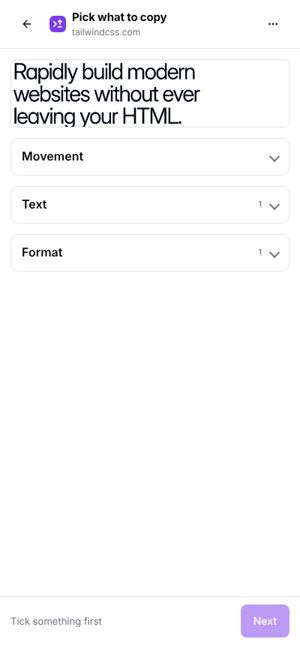 Pick what to copy
tailwindcss.com
Rapidly build modern
websites without ever
leaving your HTML.
Movement
Text 1
Format 1
Tick something first
Next